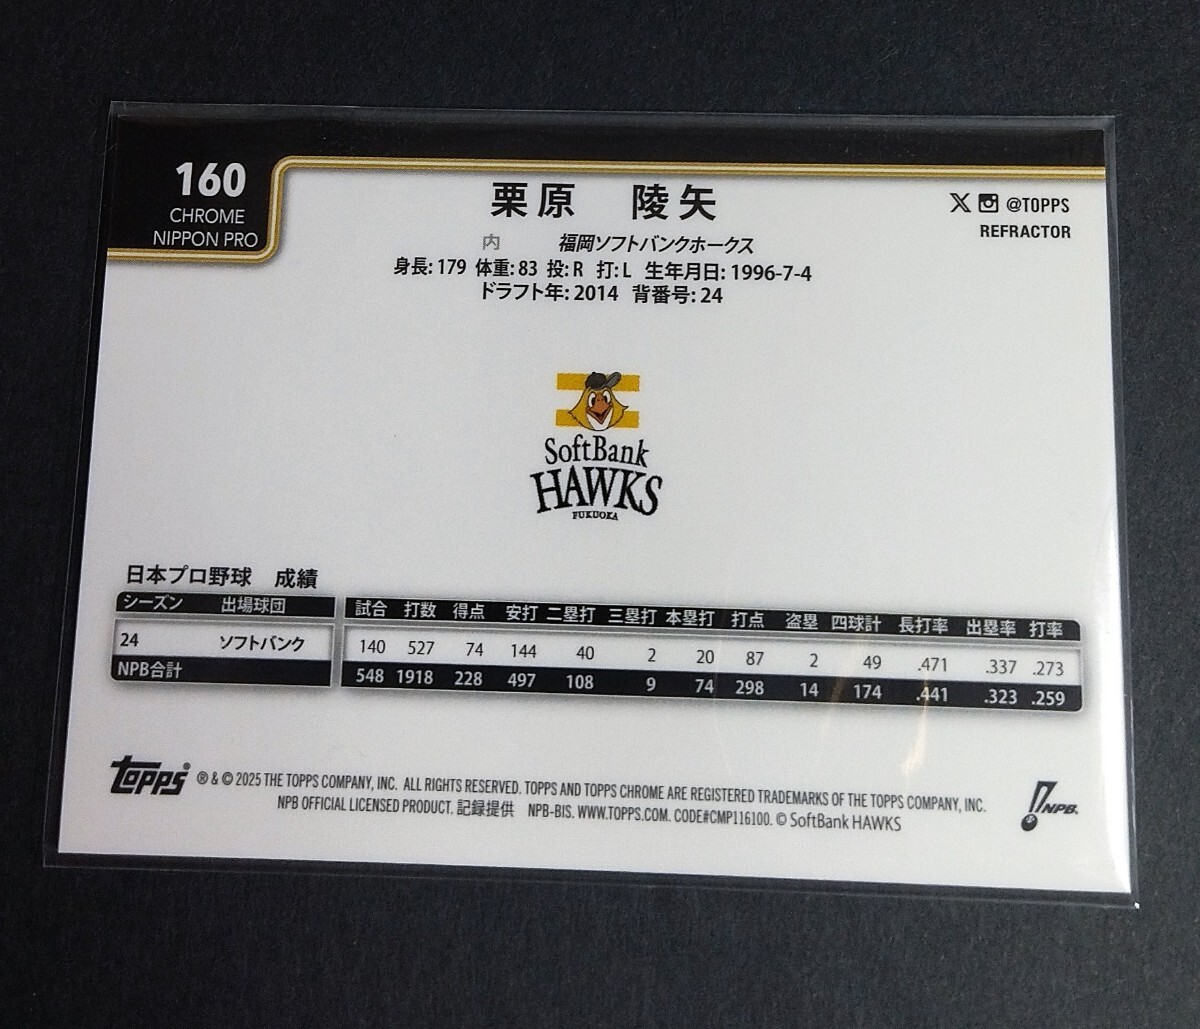 160
CHROME
NIPPON PRO
栗原 陵矢
内 福岡ソフトバンクホークス
身長: 179 体重: 83 投: R 打: L 生年月日: 1996-7-4
ドラフト年: 2014 背番号: 24
X @TOPPS
REFRACTOR
SoftBank
HAWKS
FUKUOKA
日本プロ野球 成績
シーズン 出場球団 試合 打数 得点 安打 二塁打 三塁打 本塁打 打点 盗塁 四球計 長打率 出塁率 打率
24 ソフトバンク 140 527 74 144 40 2 20 87 2 49 .471 .337 .273
NPB合計 548 1918 228 497 108 9 74 298 14 174 .441 .323 .259
topps® ® & © 2025 THE TOPPS COMPANY, INC. ALL RIGHTS RESERVED. TOPPS AND TOPPS CHROME ARE REGISTERED TRADEMARKS OF THE TOPPS COMPANY, INC.
NPB OFFICIAL LICENSED PRODUCT. 記録提供 NPB-BIS. WWW.TOPPS.COM. CODE#CMP116100. © SoftBank HAWKS
NPB.